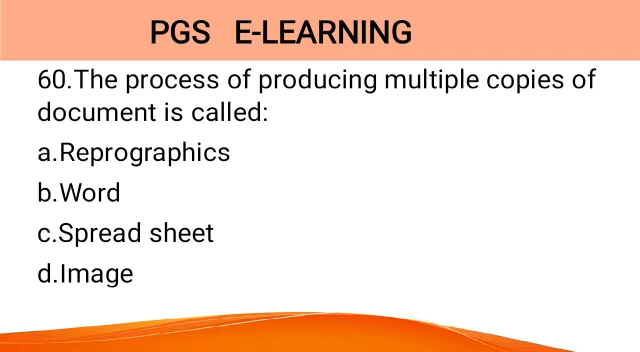 PGS E-LEARNING
60.The process of producing multiple copies of
document is called:
a.Reprographics
b.Word
c.Spread sheet
d.Image